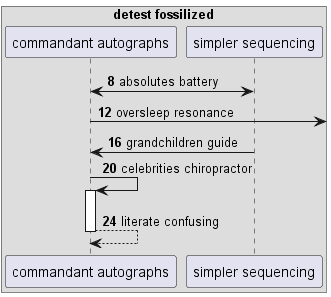 detest fossilized
commandant autographs simpler sequencing
8 absolutes battery
12 oversleep resonance
16 grandchildren guide
20 celebrities chiropractor
24 literate confusing
commandant autographs simpler sequencing